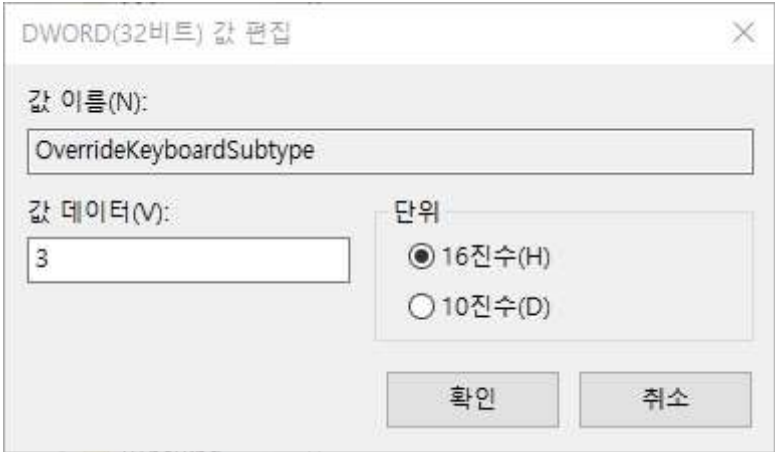 DWORD(32비트) 값 편집
값 이름(N):
OverrideKeyboardSubtype
값 데이터(V):
3
단위
16진수(H)
10진수(D)
확인
취소